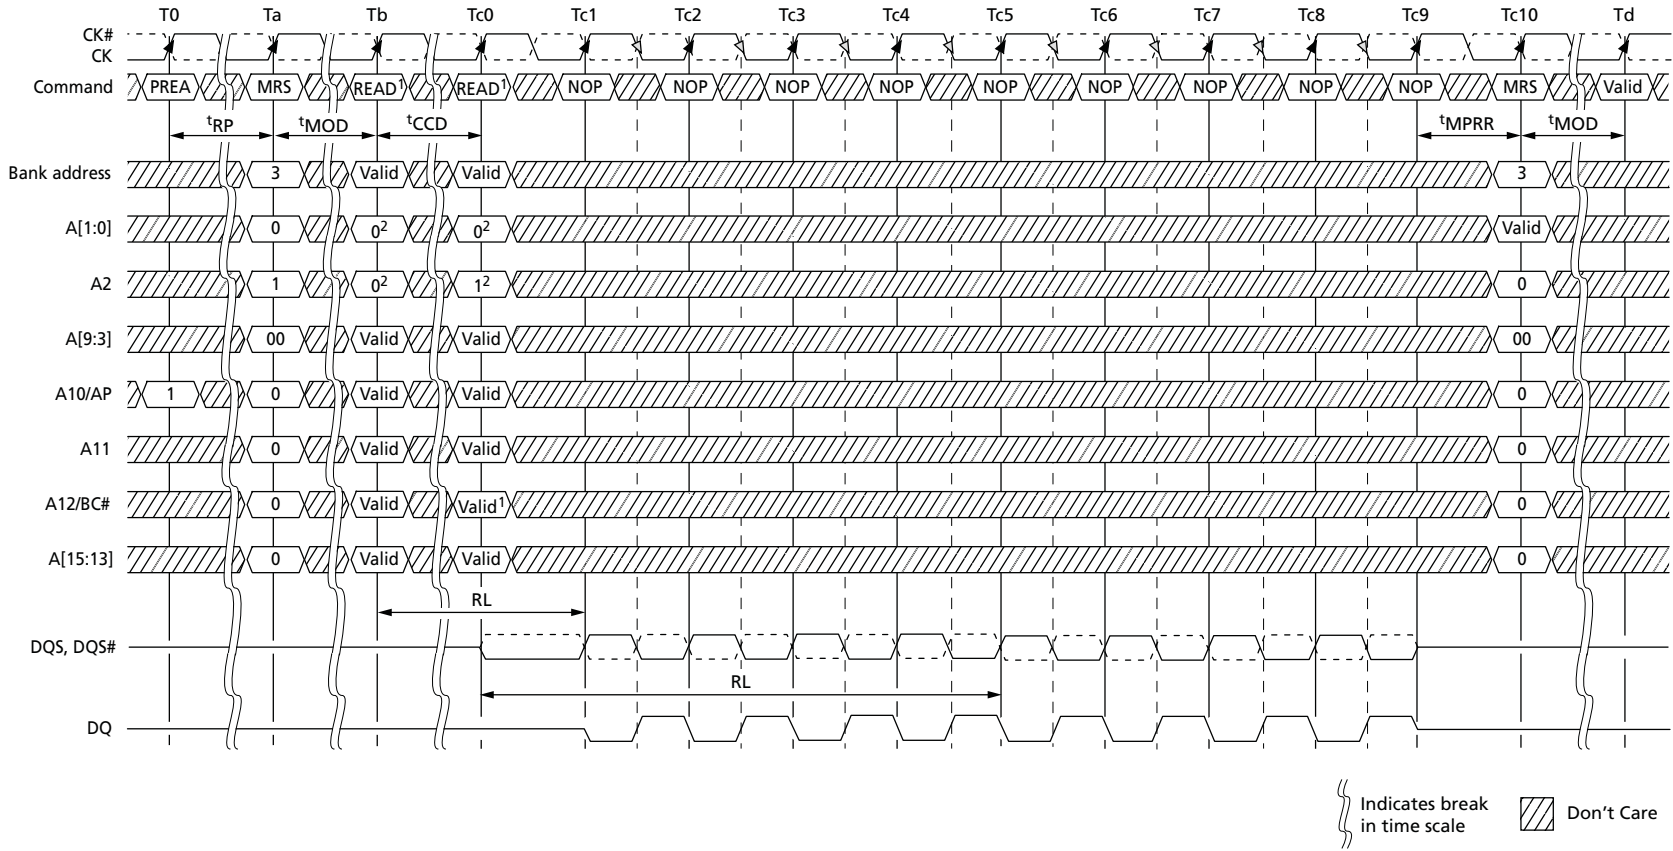 T0 Ta Tb Tc0 Tc1 Tc2 Tc3 Tc4 Tc5 Tc6 Tc7 Tc8 Tc9 Tc10 Td
CK#
CK
Command PREA MRS READ1 READ1 NOP NOP NOP NOP NOP NOP NOP NOP NOP MRS Valid
tRP tMOD tCCD tMPRR tMOD
Bank address 3 Valid Valid 3
A[1:0] 0 02 02 Valid
A2 1 02 12 0
A[9:3] 00 Valid Valid 00
A10/AP 1 0 Valid Valid 0
A11 0 Valid Valid 0
A12/BC# 0 Valid Valid1 0
A[15:13] 0 Valid Valid 0
RL
DQS, DQS#
RL
DQ
Indicates break
in time scale
Don't Care